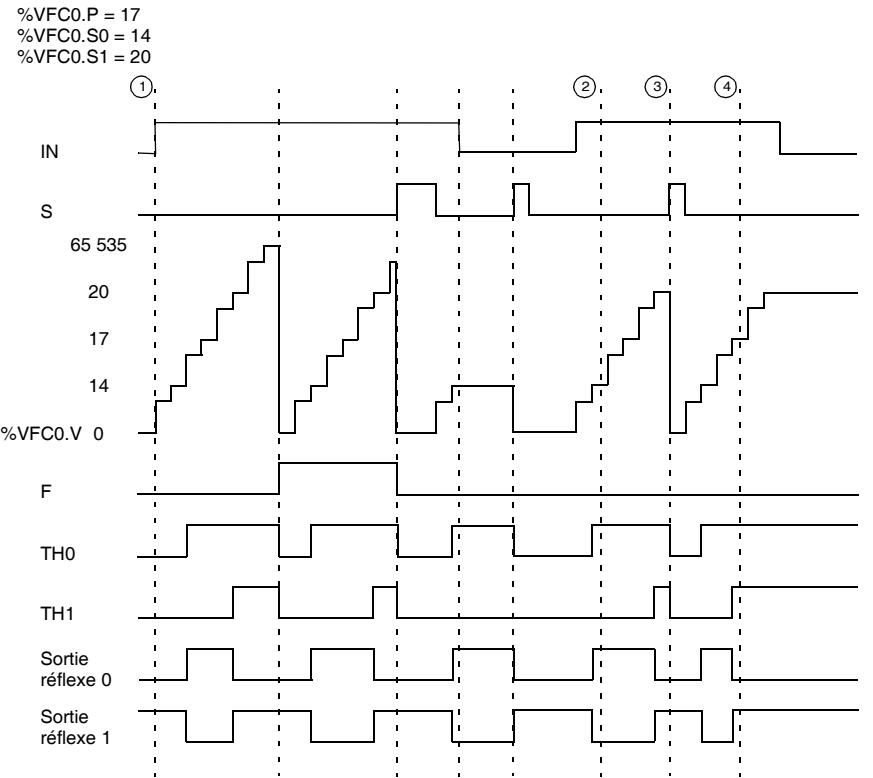 %VFC0.P = 17
%VFC0.S0 = 14
%VFC0.S1 = 20
1
2
3
4
IN
S
65 535
20
17
14
%VFC0.V 0
F
TH0
TH1
Sortie
réflexe 0
Sortie
réflexe 1